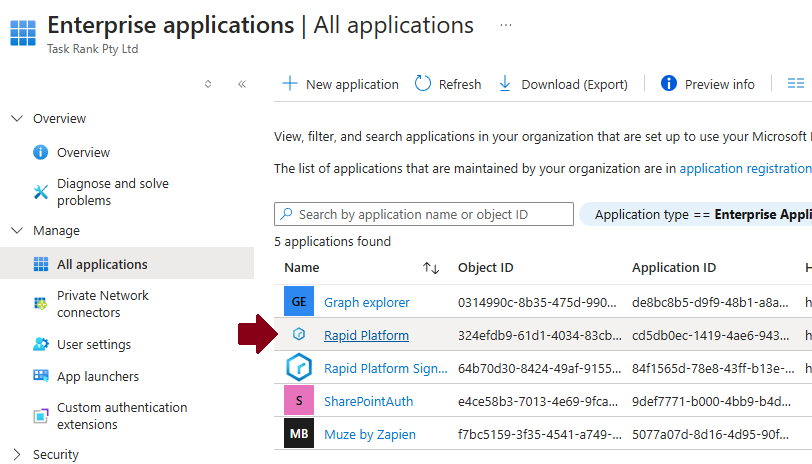 Enterprise applications | All applications ...
Task Rank Pty Ltd
New application Refresh Download (Export) Preview info
Overview
Overview
Diagnose and solve
problems
Manage
All applications
Private Network
connectors
User settings
App launchers
Custom authentication
extensions
Security
View, filter, and search applications in your organization that are set up to use your Microsoft
The list of applications that are maintained by your organization are in application registration
Search by application name or object ID Application type == Enterprise Appli
5 applications found
Name Object ID Application ID H
GE Graph explorer 0314990c-8b35-475d-990... de8bc8b5-d9f9-48b1-a8a... h
Rapid Platform 324efdb9-61d1-4034-83cb... cd5db0ec-1419-4ae6-943... h
Rapid Platform Sign... 64b70d30-8424-49af-9155... 84f1565d-78e8-43ff-b13e-... h
S SharePointAuth e4ce58b3-7013-4e69-9fca... 9def7771-b000-4bb9-b4d...
MB Muze by Zapien f7bc5159-3f35-4541-a749-... 5077a07d-8d16-4d95-90f... h